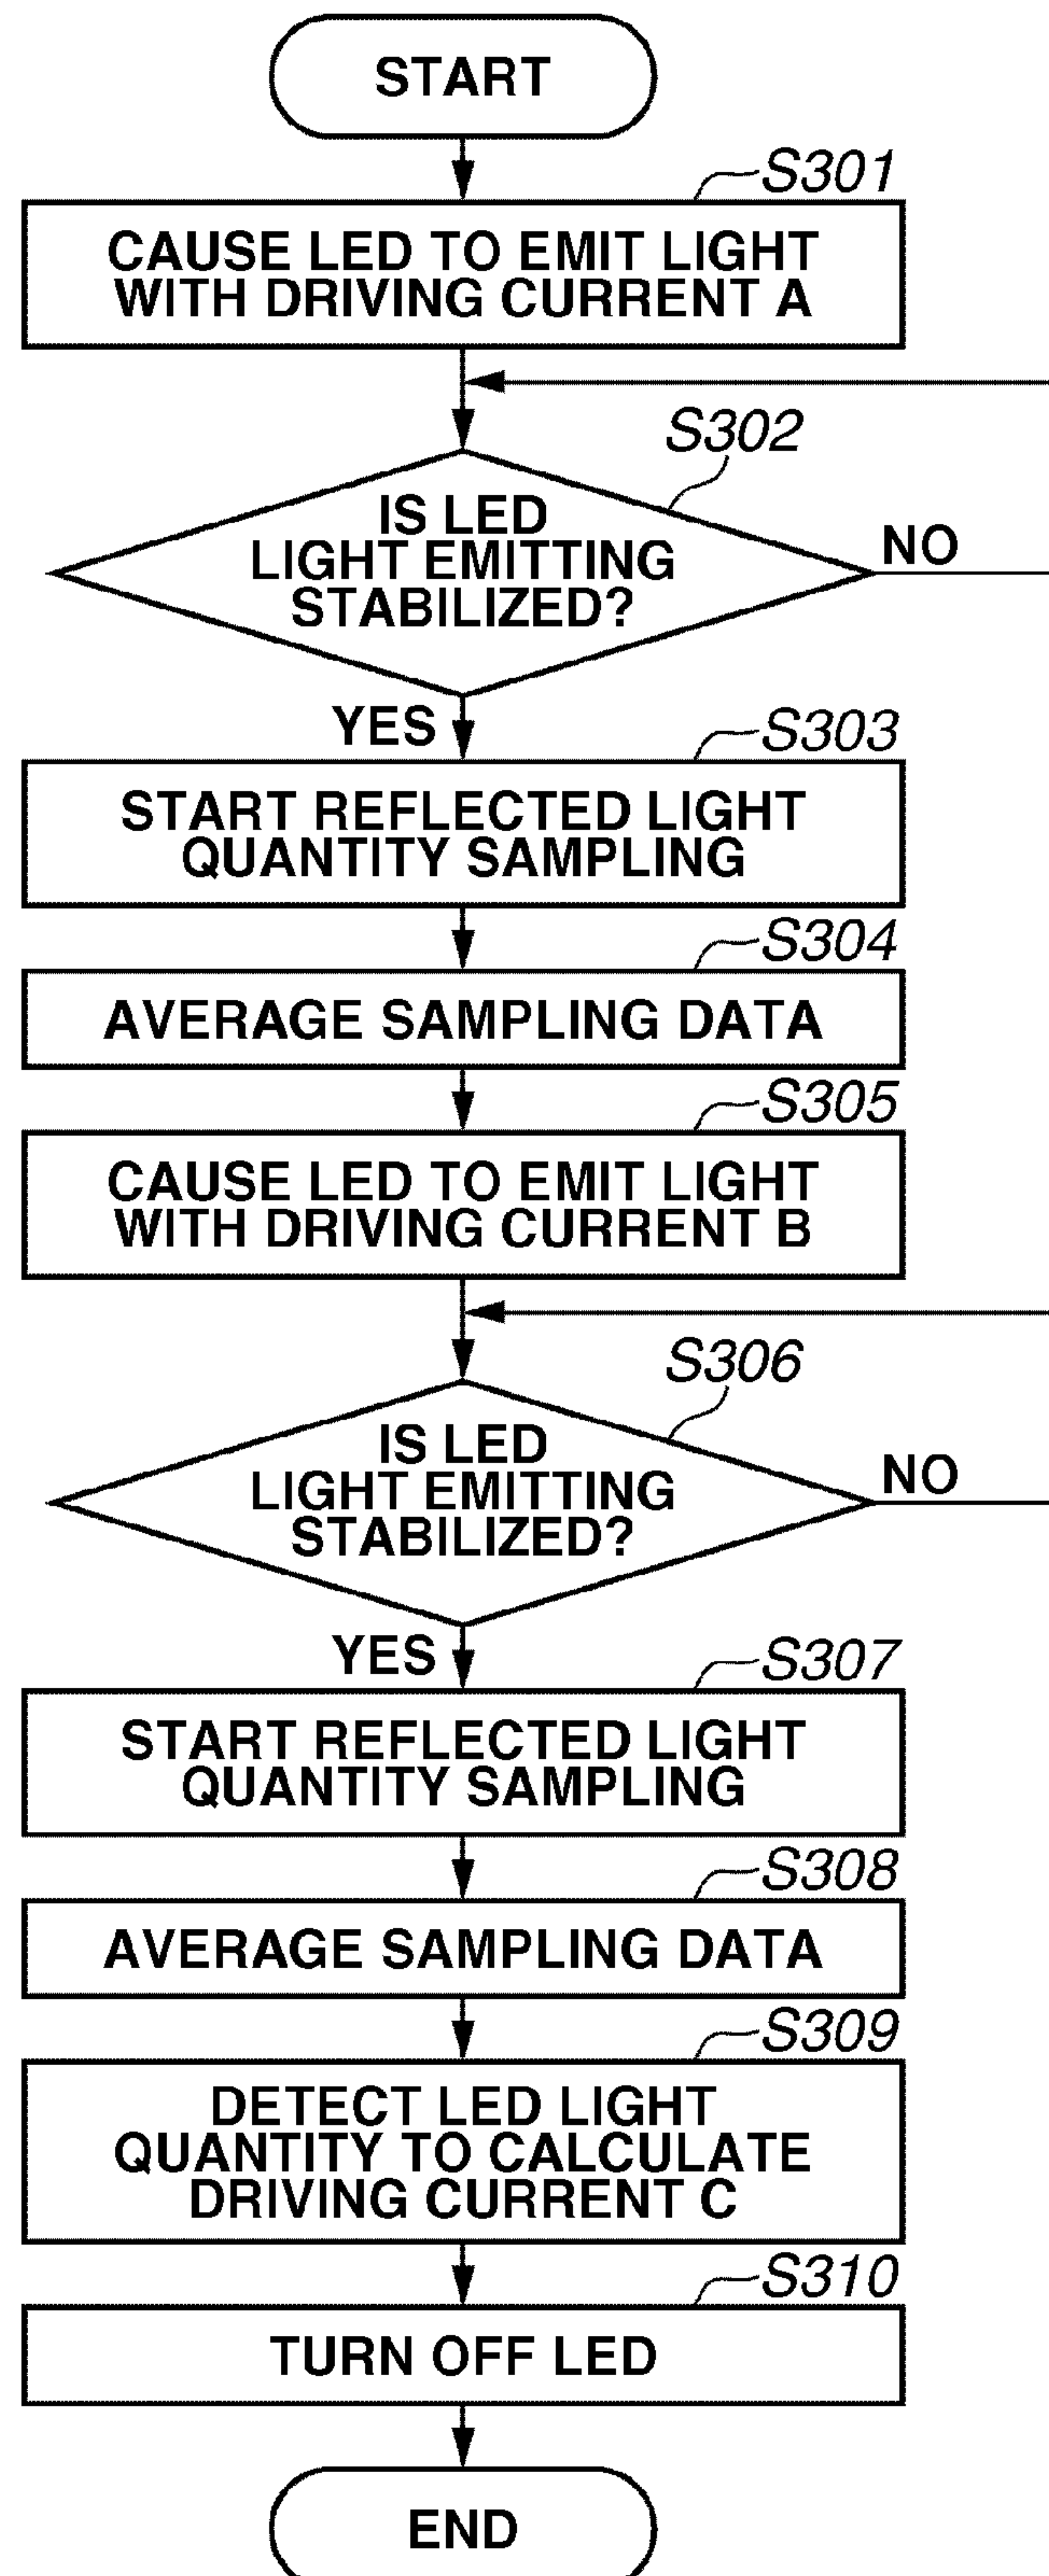 START
S301
CAUSE LED TO EMIT LIGHT
WITH DRIVING CURRENT A
S302
IS LED
LIGHT EMITTING
STABILIZED?
NO
YES
S303
START REFLECTED LIGHT
QUANTITY SAMPLING
S304
AVERAGE SAMPLING DATA
S305
CAUSE LED TO EMIT LIGHT
WITH DRIVING CURRENT B
S306
IS LED
LIGHT EMITTING
STABILIZED?
NO
YES
S307
START REFLECTED LIGHT
QUANTITY SAMPLING
S308
AVERAGE SAMPLING DATA
S309
DETECT LED LIGHT
QUANTITY TO CALCULATE
DRIVING CURRENT C
S310
TURN OFF LED
END